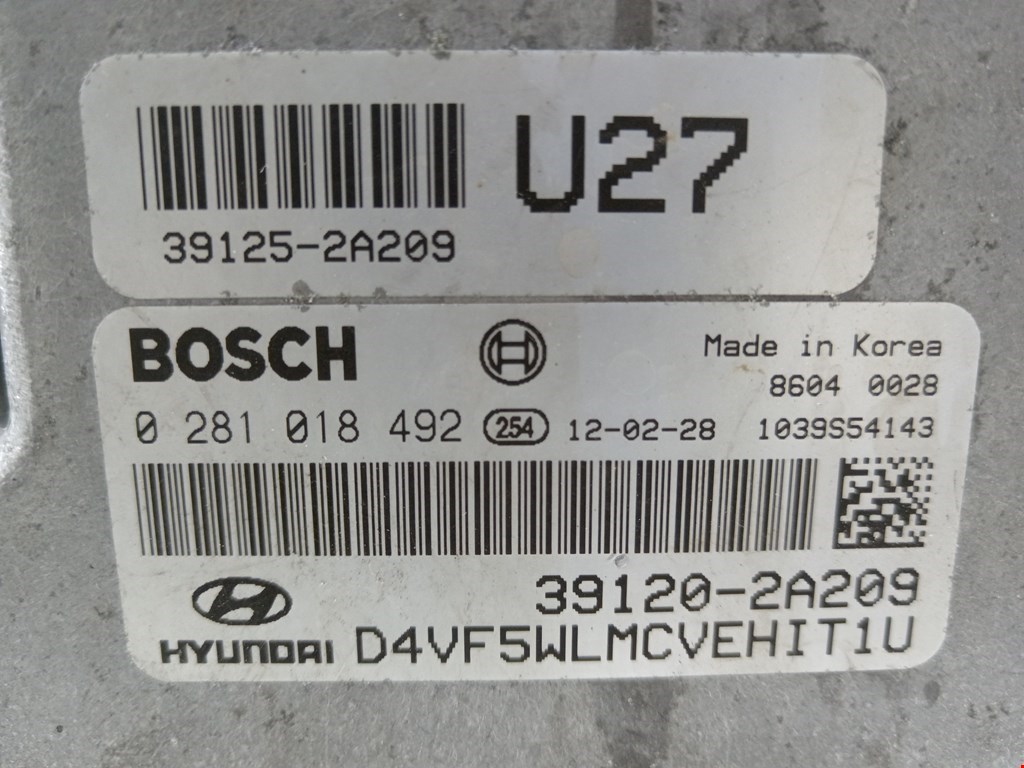 U27
39125-2A209
BOSCH
Made in Korea
8604 0028
0 281 018 492 254 12-02-28 1039S54143
39120-2A209
HYUNDAI D4VF5WLMCVEHIT1U